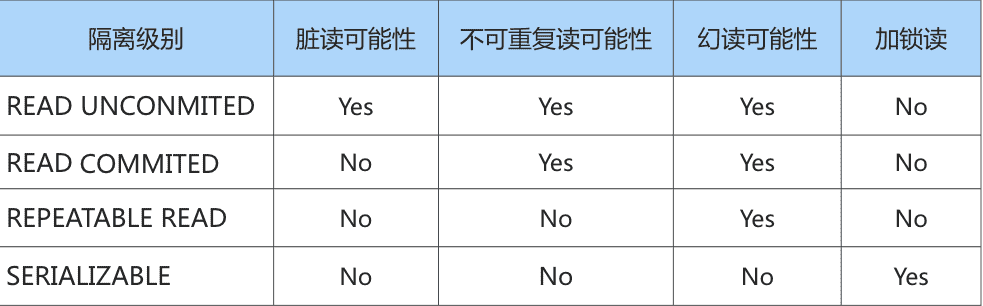 隔离级别 脏读可能性 不可重复读可能性 幻读可能性 加锁读
READ UNCONMITED Yes Yes Yes No
READ COMMITED No Yes Yes No
REPEATABLE READ No No Yes No
SERIALIZABLE No No No Yes